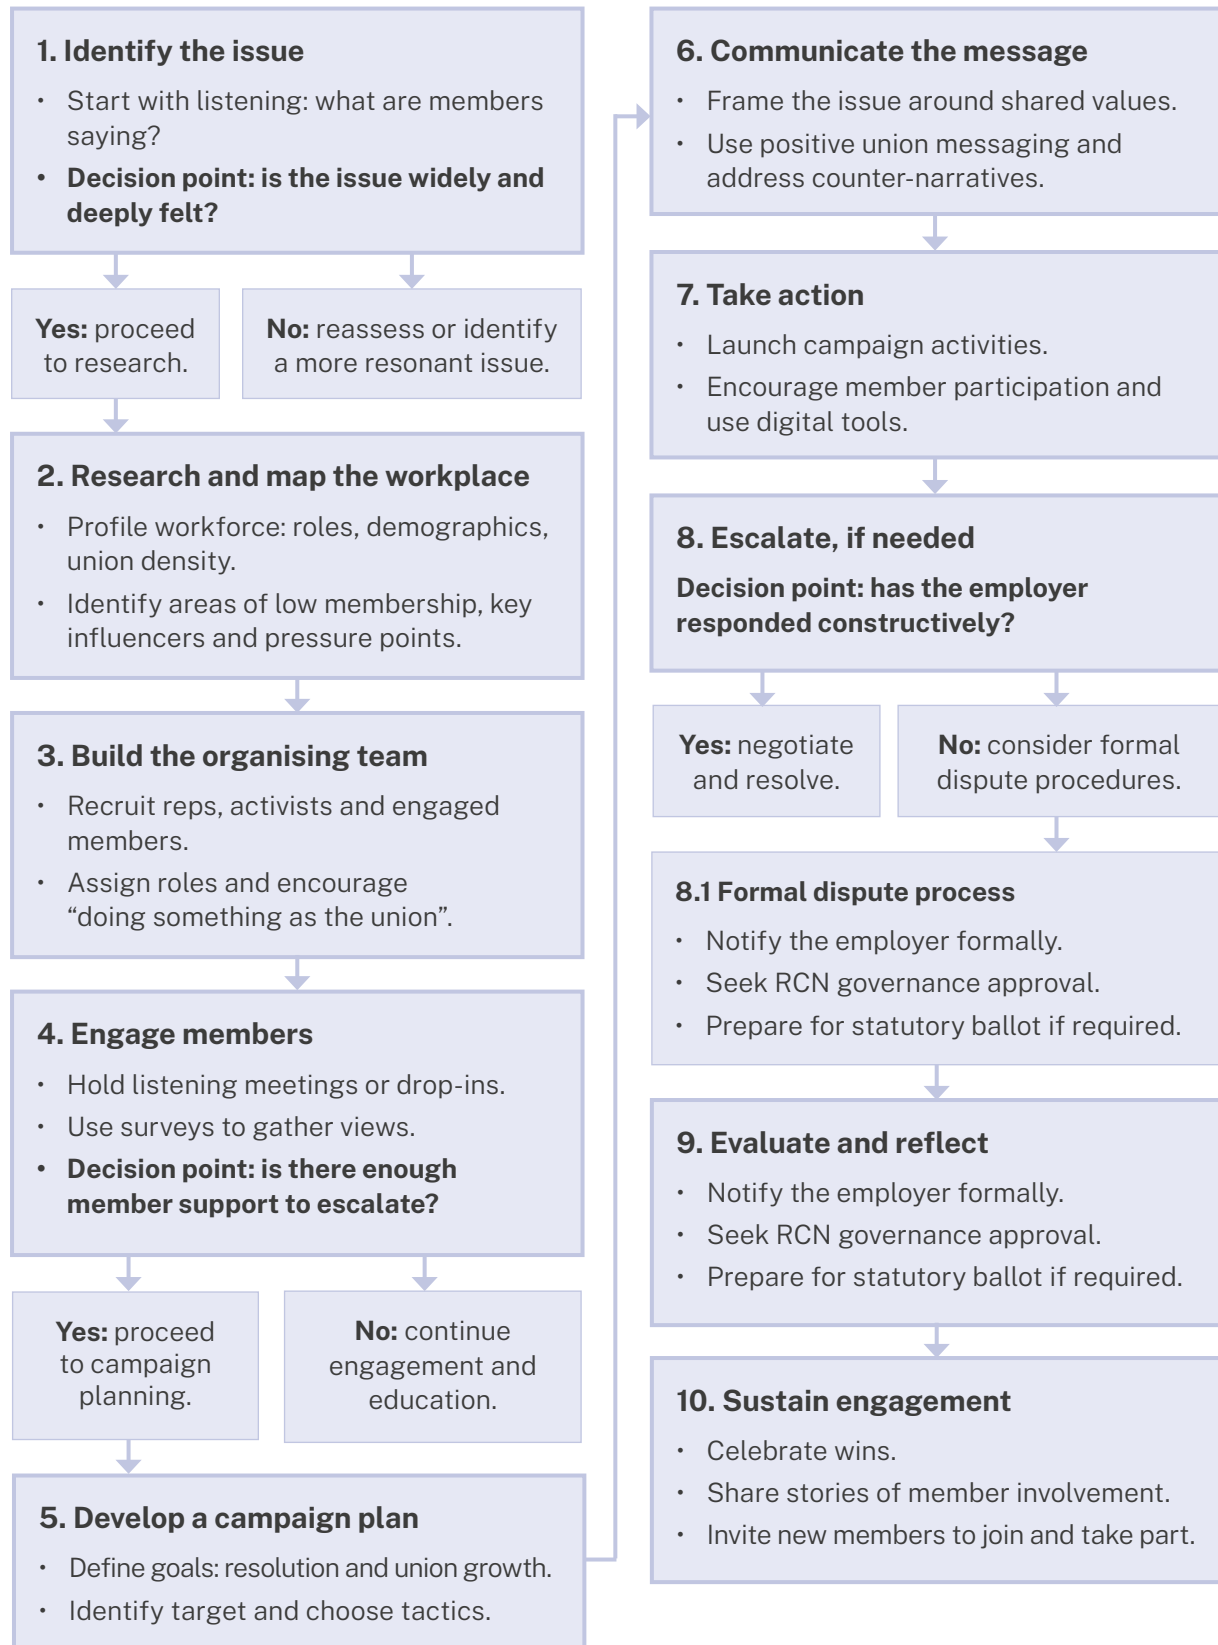 1. Identify the issue
• Start with listening: what are members
saying?
• Decision point: is the issue widely and
deeply felt?
Yes: proceed
to research.
No: reassess or identify
a more resonant issue.
2. Research and map the workplace
• Profile workforce: roles, demographics,
union density.
• Identify areas of low membership, key
influencers and pressure points.
3. Build the organising team
• Recruit reps, activists and engaged
members.
• Assign roles and encourage
“doing something as the union”.
4. Engage members
• Hold listening meetings or drop-ins.
• Use surveys to gather views.
• Decision point: is there enough
member support to escalate?
Yes: proceed
to campaign
planning.
No: continue
engagement and
education.
5. Develop a campaign plan
• Define goals: resolution and union growth.
• Identify target and choose tactics.
6. Communicate the message
• Frame the issue around shared values.
• Use positive union messaging and
address counter-narratives.
7. Take action
• Launch campaign activities.
• Encourage member participation and
use digital tools.
8. Escalate, if needed
Decision point: has the employer
responded constructively?
Yes: negotiate
and resolve.
No: consider formal
dispute procedures.
8.1 Formal dispute process
• Notify the employer formally.
• Seek RCN governance approval.
• Prepare for statutory ballot if required.
9. Evaluate and reflect
• Notify the employer formally.
• Seek RCN governance approval.
• Prepare for statutory ballot if required.
10. Sustain engagement
• Celebrate wins.
• Share stories of member involvement.
• Invite new members to join and take part.